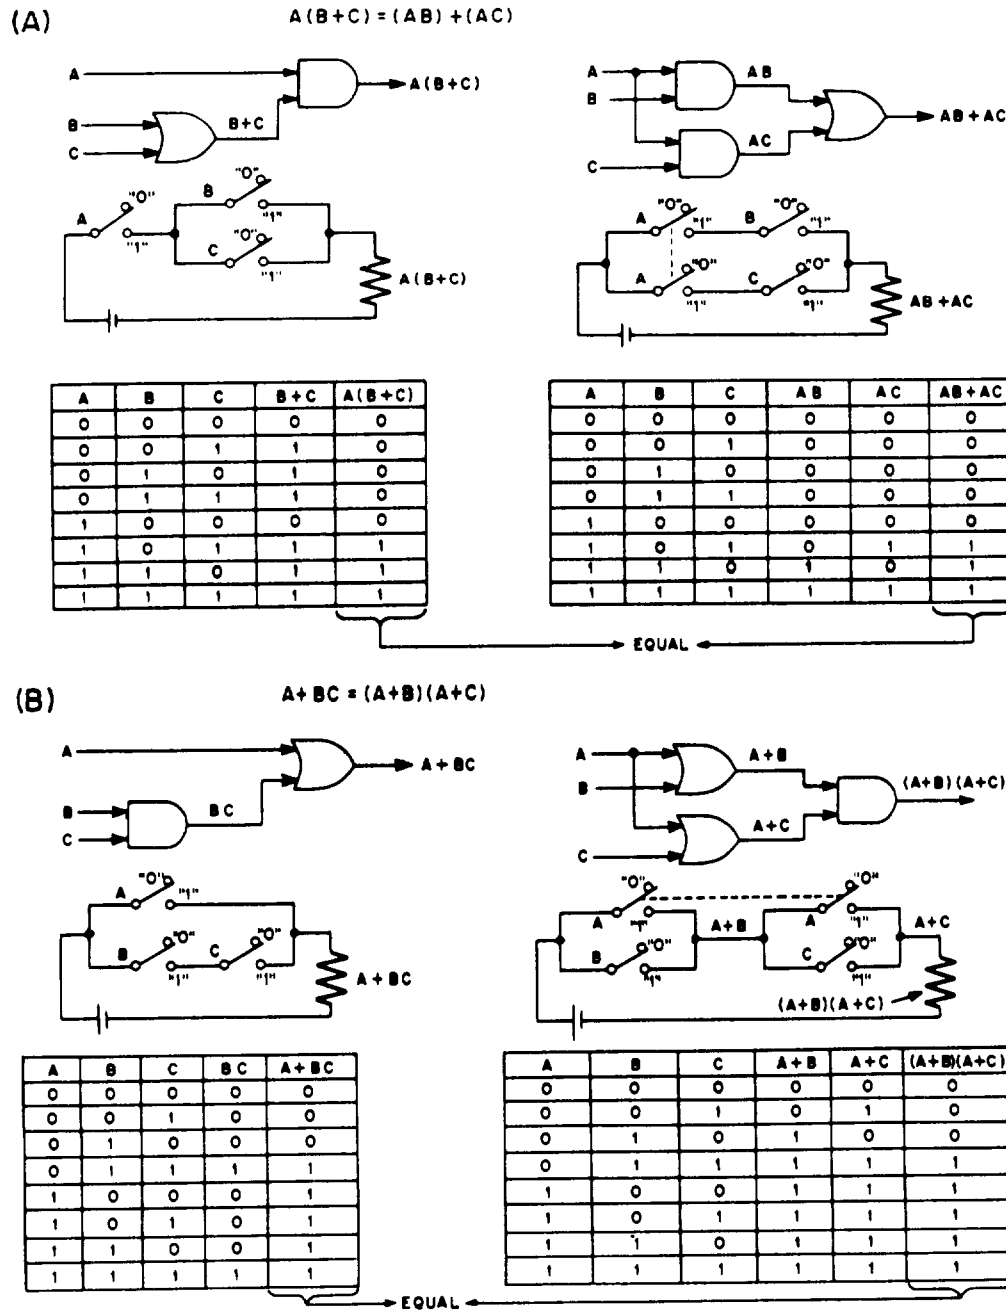 (A)
A(B+C) = (AB)+(AC)
A
B
C
B+C
A(B+C)
A
B
C
AB
AC
AB+AC
A "0" "1"
B "0" "1"
C "0" "1"
A(B+C)
A "0" "1" B "0" "1"
A "0" "1" C "0" "1"
AB+AC
A B C B+C A(B+C)
0 0 0 0 0
0 0 1 1 0
0 1 0 1 0
0 1 1 1 0
1 0 0 0 0
1 0 1 1 1
1 1 0 1 1
1 1 1 1 1
A B C AB AC AB+AC
0 0 0 0 0 0
0 0 1 0 0 0
0 1 0 0 0 0
0 1 1 0 0 0
1 0 0 0 0 0
1 0 1 0 1 1
1 1 0 1 0 1
1 1 1 1 1 1
EQUAL
(B)
A+BC = (A+B)(A+C)
A
B
C
BC
A+BC
A
B
C
A+B
A+C
(A+B)(A+C)
A "0" "1"
B "0" "1" C "0" "1"
A+BC
A "0" "1" A "0" "1"
A+B A+C
B "0" "1" C "0" "1"
(A+B)(A+C)
A B C BC A+BC
0 0 0 0 0
0 0 1 0 0
0 1 0 0 0
0 1 1 1 1
1 0 0 0 1
1 0 1 0 1
1 1 0 0 1
1 1 1 1 1
A B C A+B A+C (A+B)(A+C)
0 0 0 0 0 0
0 0 1 0 1 0
0 1 0 1 0 0
0 1 1 1 1 1
1 0 0 1 1 1
1 0 1 1 1 1
1 1 0 1 1 1
1 1 1 1 1 1
EQUAL